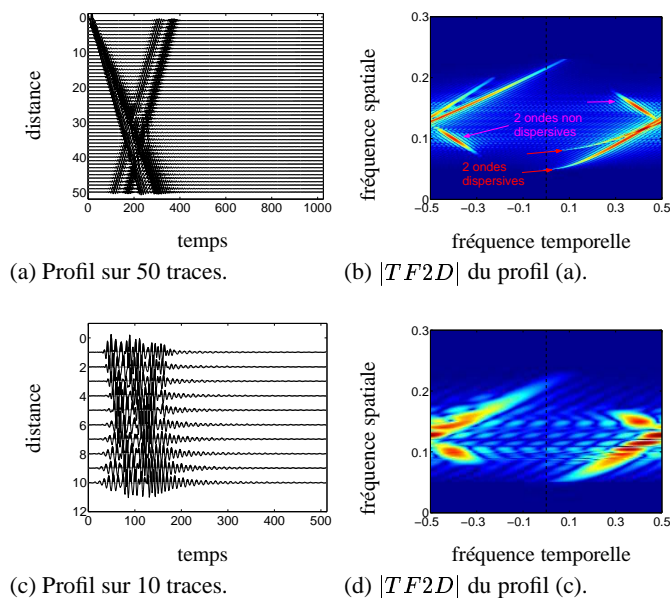 0
10
20
30
40
50
0 200 400 600 800 1000
distance
temps
(a) Profil sur 50 traces.
0.3
0.2
0.1
0
-0.5 -0.3 -0.1 0.1 0.3 0.5
fréquence spatiale
fréquence temporelle
2 ondes non
dispersives
2 ondes
dispersives
(b) |TF2D| du profil (a).
0
2
4
6
8
10
12
0 100 200 300 400 500
distance
temps
(c) Profil sur 10 traces.
0.3
0.2
0.1
0
-0.5 -0.3 -0.1 0.1 0.3 0.5
fréquence spatiale
fréquence temporelle
(d) |TF2D| du profil (c).